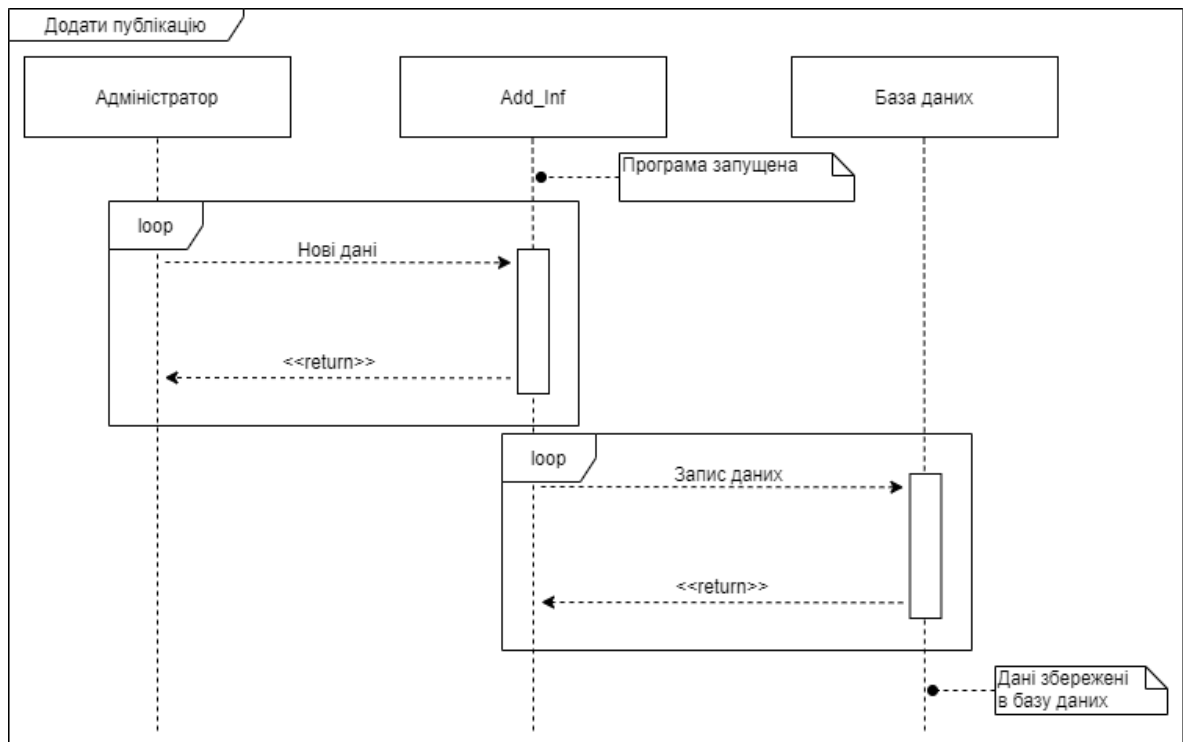 Додати публікацію
Адміністратор
Add_Inf
База даних
Програма запущена
loop
Нові дані
<<return>>
loop
Запис даних
<<return>>
Дані збережені
в базу даних